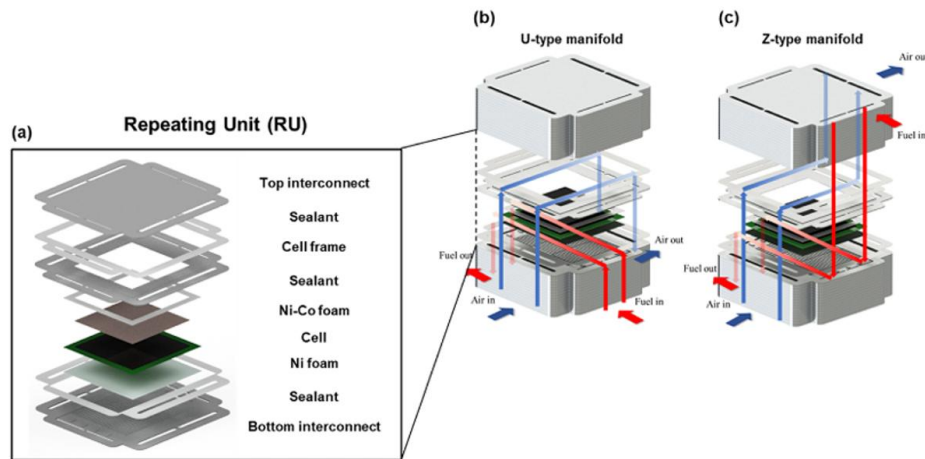 (a)
Repeating Unit (RU)
Top interconnect
Sealant
Cell frame
Sealant
Ni-Co foam
Cell
Ni foam
Sealant
Bottom interconnect
(b)
U-type manifold
Fuel out
Air out
Air in
Fuel in
(c)
Z-type manifold
Air out
Fuel in
Fuel out
Air in